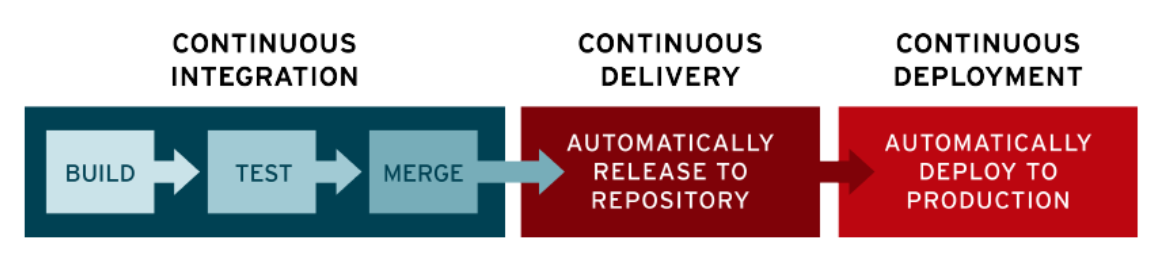 CONTINUOUS
INTEGRATION
CONTINUOUS
DELIVERY
CONTINUOUS
DEPLOYMENT
BUILD
TEST
MERGE
AUTOMATICALLY
RELEASE TO
REPOSITORY
AUTOMATICALLY
DEPLOY TO
PRODUCTION